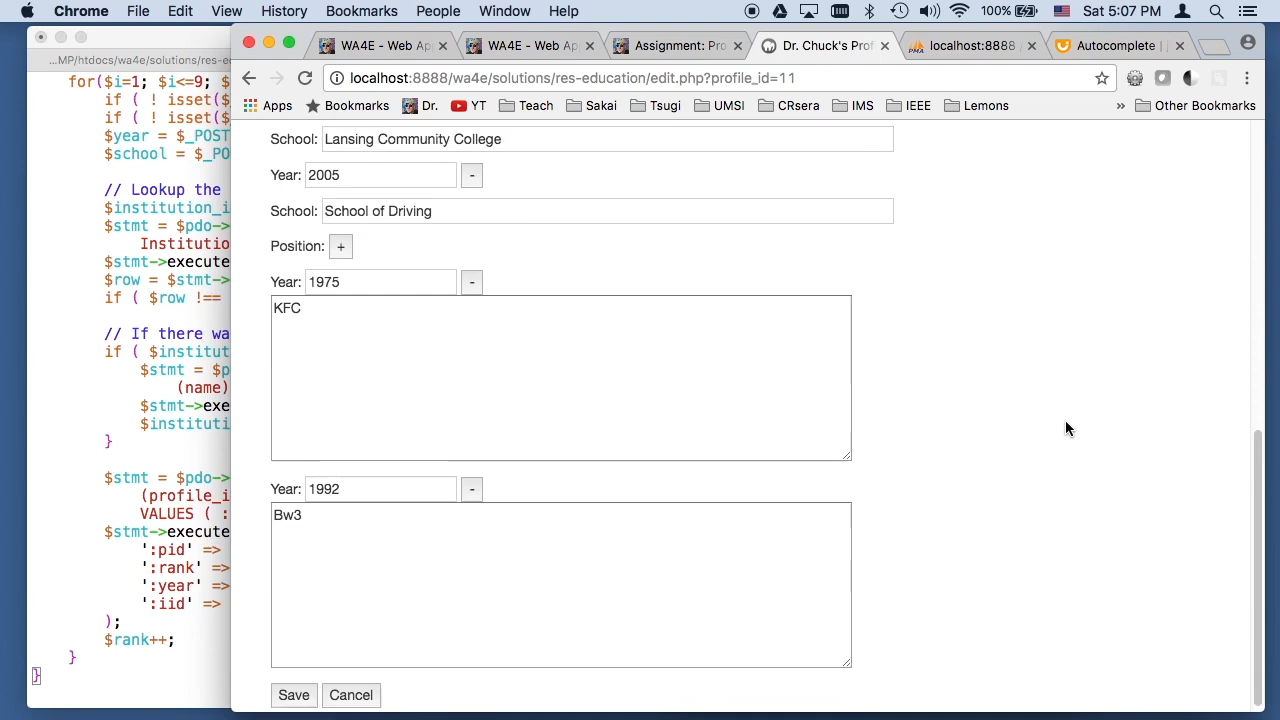 Chrome File Edit View History Bookmarks People Window Help 100% Sat 5:07 PM
...MP/htdocs/wa4e/solutions/res-e
WA4E - Web Ap
WA4E - Web Ap
Assignment: Pro
Dr. Chuck's Prof
localhost:8888
Autocomplete |
localhost:8888/wa4e/solutions/res-education/edit.php?profile_id=11
Apps Bookmarks Dr. YT Teach Sakai Tsugi UMSI CRsera IMS IEEE Lemons » Other Bookmarks
for($i=1; $i<=9; $
if ( ! isset($
if ( ! isset($
$year = $_POST
$school = $_PO
// Lookup the
$institution_i
$stmt = $pdo->
Institutio
$stmt->execute
$row = $stmt->
if ( $row !==
// If there wa
if ( $institut
$stmt = $p
(name)
$stmt->exe
$instituti
}
$stmt = $pdo->
(profile_i
VALUES ( :
$stmt->execute
':pid' =>
':rank' =>
':year' =>
':iid' =>
);
$rank++;
}
}
School: Lansing Community College
Year: 2005 -
School: School of Driving
Position: +
Year: 1975 -
KFC
Year: 1992 -
Bw3
Save Cancel